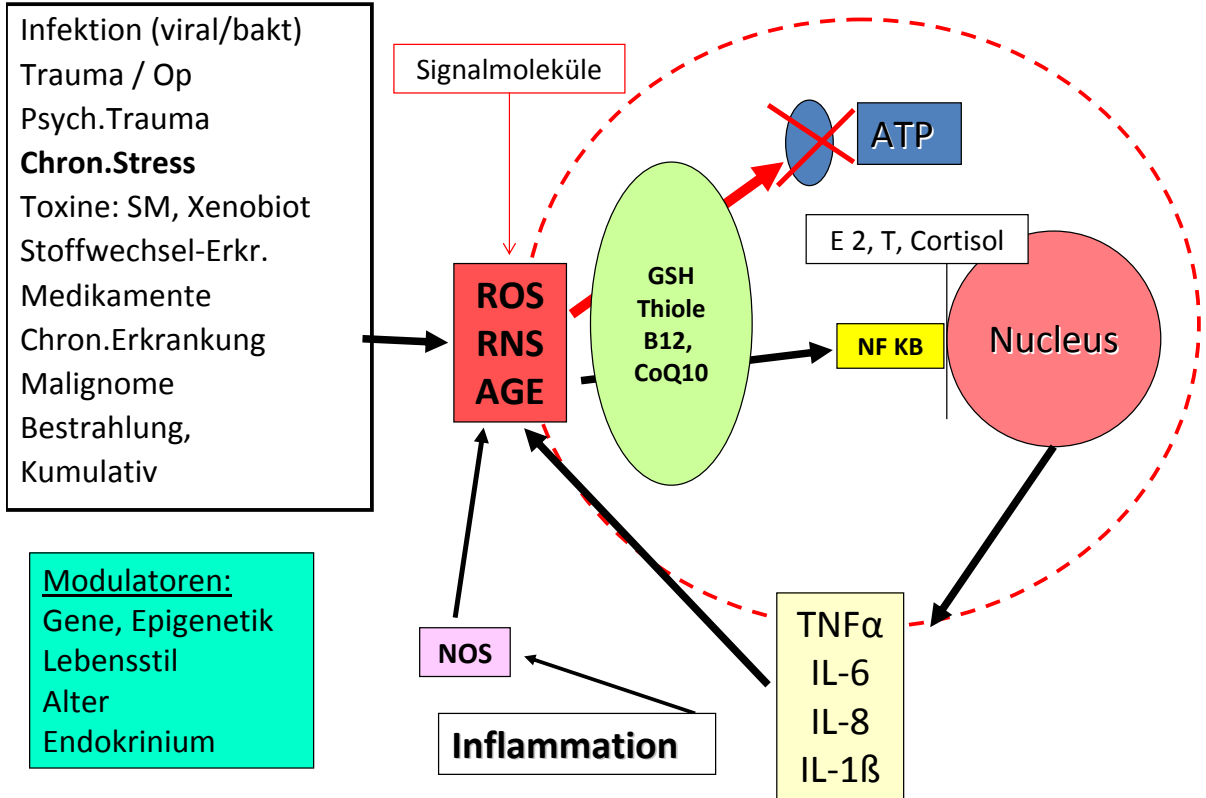 Infektion (viral/bakt)
Trauma / Op
Psych.Trauma
Chron.Stress
Toxine: SM, Xenobiot
Stoffwechsel-Erkr.
Medikamente
Chron.Erkrankung
Malignome
Bestrahlung,
Kumulativ
Signalmoleküle
ATP
E 2, T, Cortisol
GSH
Thiole
B12,
CoQ10
ROS
RNS
AGE
NF KB
Nucleus
Modulatoren:
Gene, Epigenetik
Lebensstil
Alter
Endokrinium
NOS
Inflammation
TNFα
IL-6
IL-8
IL-1ß